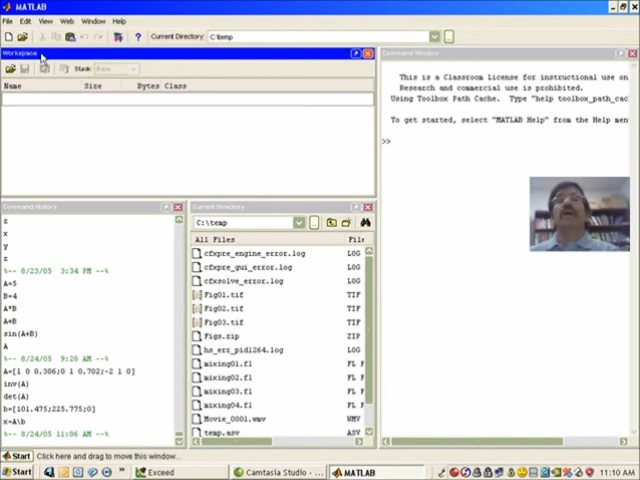 MATLAB
File Edit View Web Window Help
Current Directory: C:\temp
Workspace
Stack: Base
Name Size Bytes Class
Command Window
This is a Classroom License for instructional use on
Research and commercial use is prohibited.
Using Toolbox Path Cache. Type "help toolbox_path_cac
To get started, select "MATLAB Help" from the Help men
>>
Command History
z
x
y
z
%-- 8/23/05 3:34 PM --%
A=5
B=4
A*B
A+B
sin(A+B)
A
%-- 8/24/05 9:28 AM --%
A=[1 0 0.306;0 1 0.702;-2 1 0]
inv(A)
det(A)
b=[101.475;225.775;0]
x=A\b
%-- 8/24/05 11:06 AM --%
Current Directory
C:\temp
All Files File
cfxpre_engine_error.log LOG
cfxpre_gui_error.log LOG
cfxsolve_error.log LOG
Fig01.tif TIF
Fig02.tif TIF
Fig03.tif TIF
Figs.zip ZIP
hs_err_pid1264.log LOG
mixing01.fl FL F
mixing02.fl FL F
mixing03.fl FL F
mixing04.fl FL F
Movie_0001.wmv WMV
temp.asv ASV
Start Click here and drag to move this window...
Start Exceed Camtasia Studio - ... MATLAB 11:10 AM